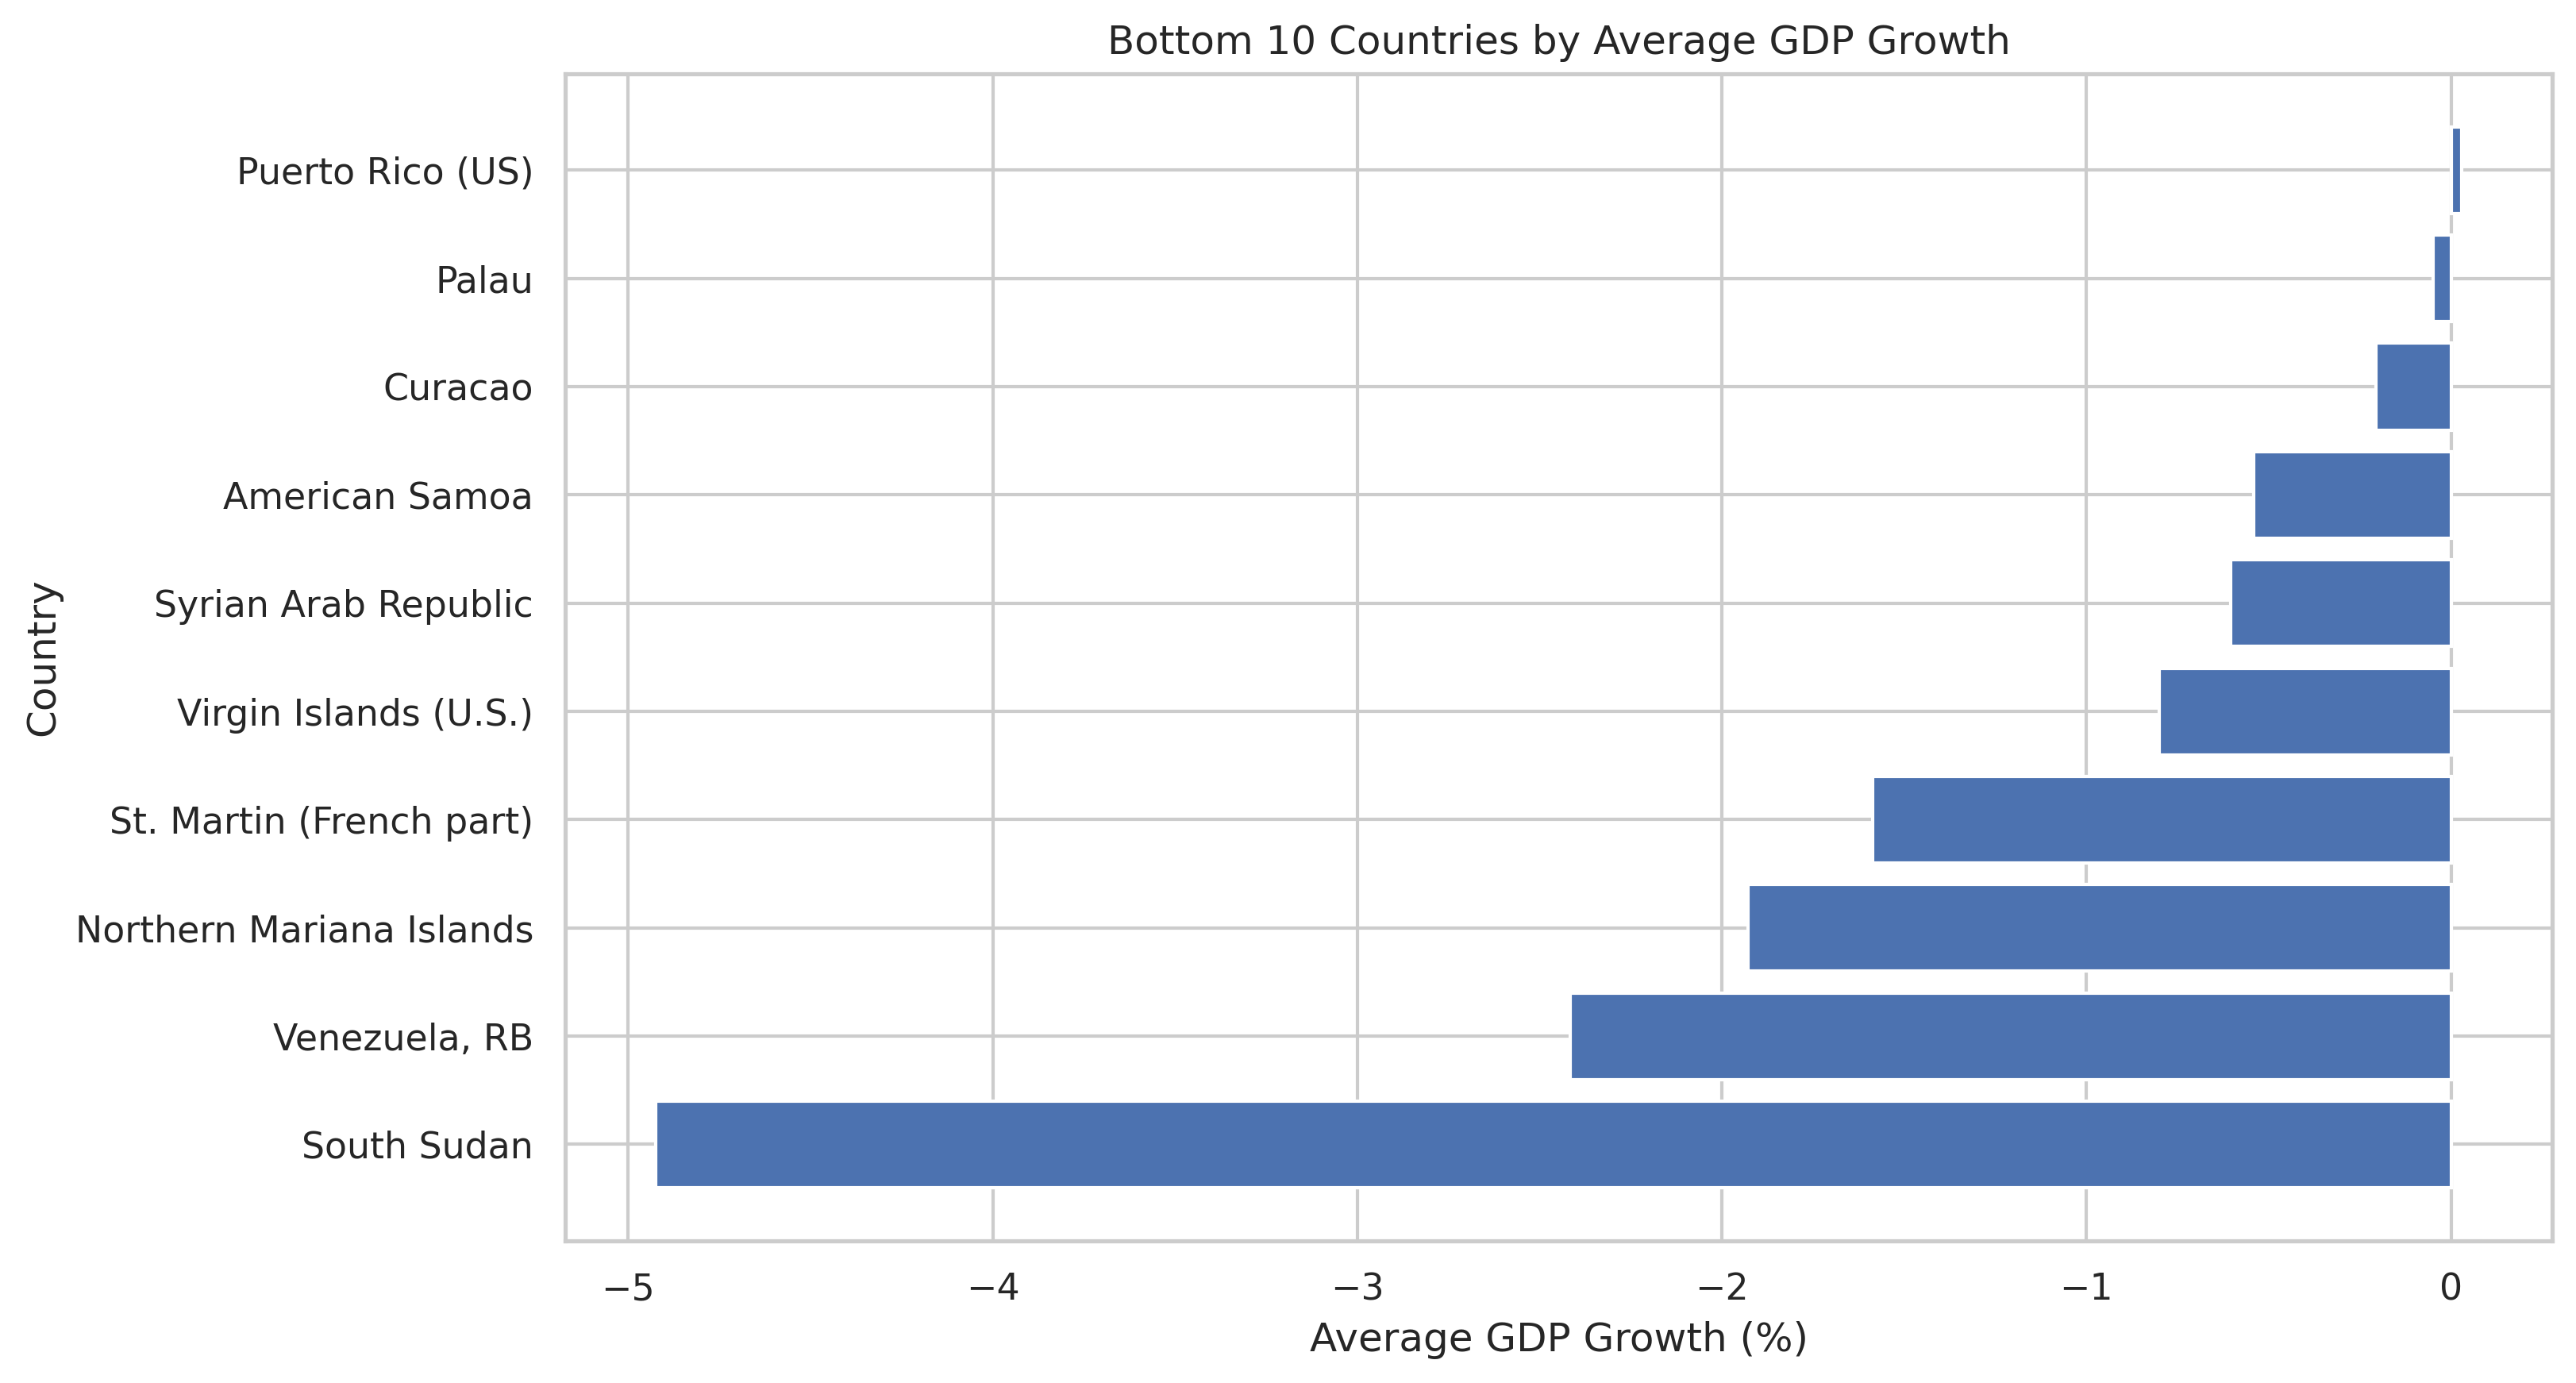 Bottom 10 Countries by Average GDP Growth
Puerto Rico (US)
Palau
Curacao
American Samoa
Syrian Arab Republic
Virgin Islands (U.S.)
St. Martin (French part)
Northern Mariana Islands
Venezuela, RB
South Sudan
Country
−5 −4 −3 −2 −1 0
Average GDP Growth (%)